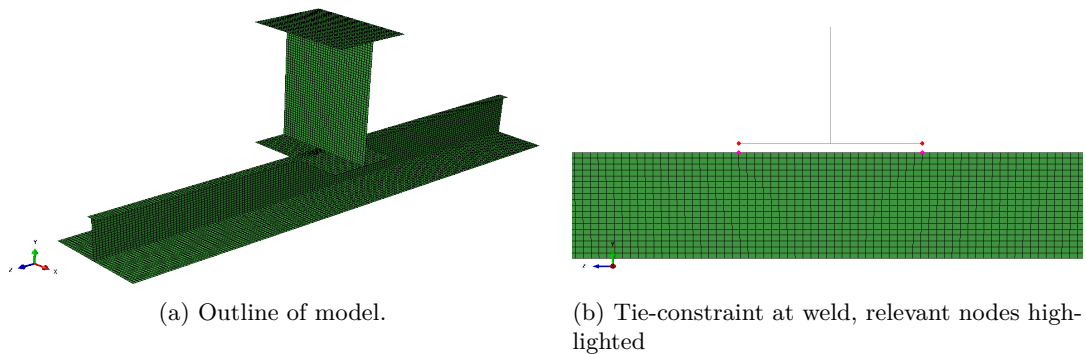 Y
Z
X
Y
Z
(a) Outline of model.
(b) Tie-constraint at weld, relevant nodes high-
lighted